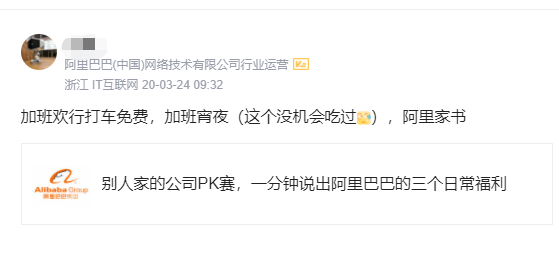 阿里巴巴(中国)网络技术有限公司行业运营
浙江 IT互联网 20-03-24 09:32
加班欢行打车免费，加班宵夜（这个没机会吃过），阿里家书
Alibaba Group
阿里巴巴集团
别人家的公司PK赛，一分钟说出阿里巴巴的三个日常福利